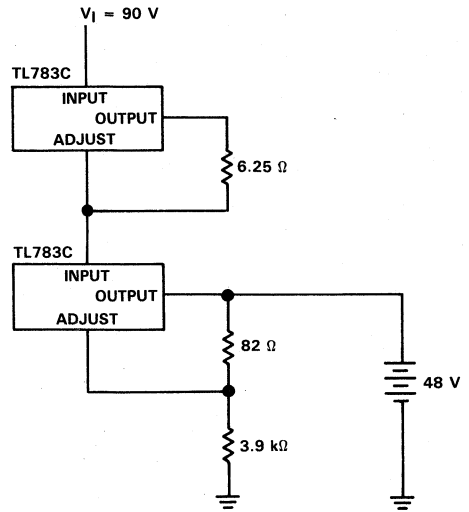 V_I = 90 V
TL783C
INPUT
OUTPUT
ADJUST
6.25 Ω
TL783C
INPUT
OUTPUT
ADJUST
82 Ω
48 V
3.9 kΩ